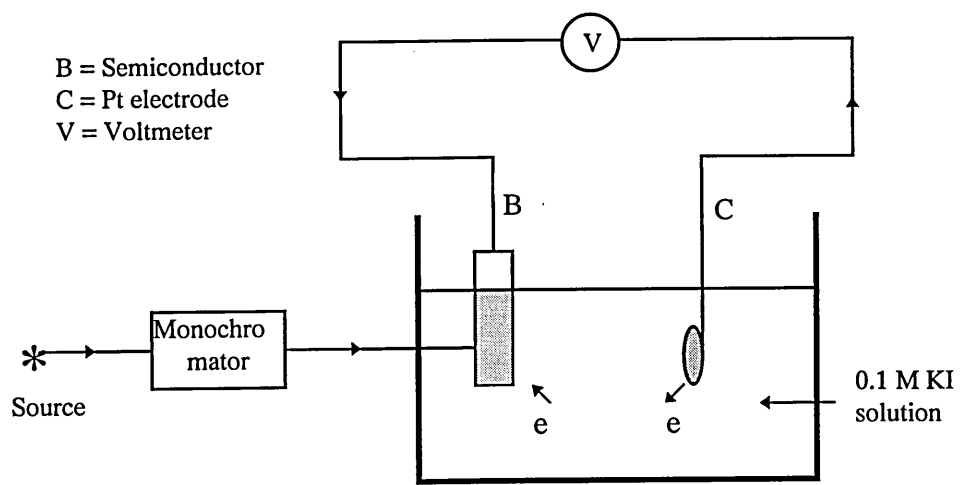 V
B = Semiconductor
C = Pt electrode
V = Voltmeter
B
C
Monochro
mator
Source
e
e
0.1 M KI
solution